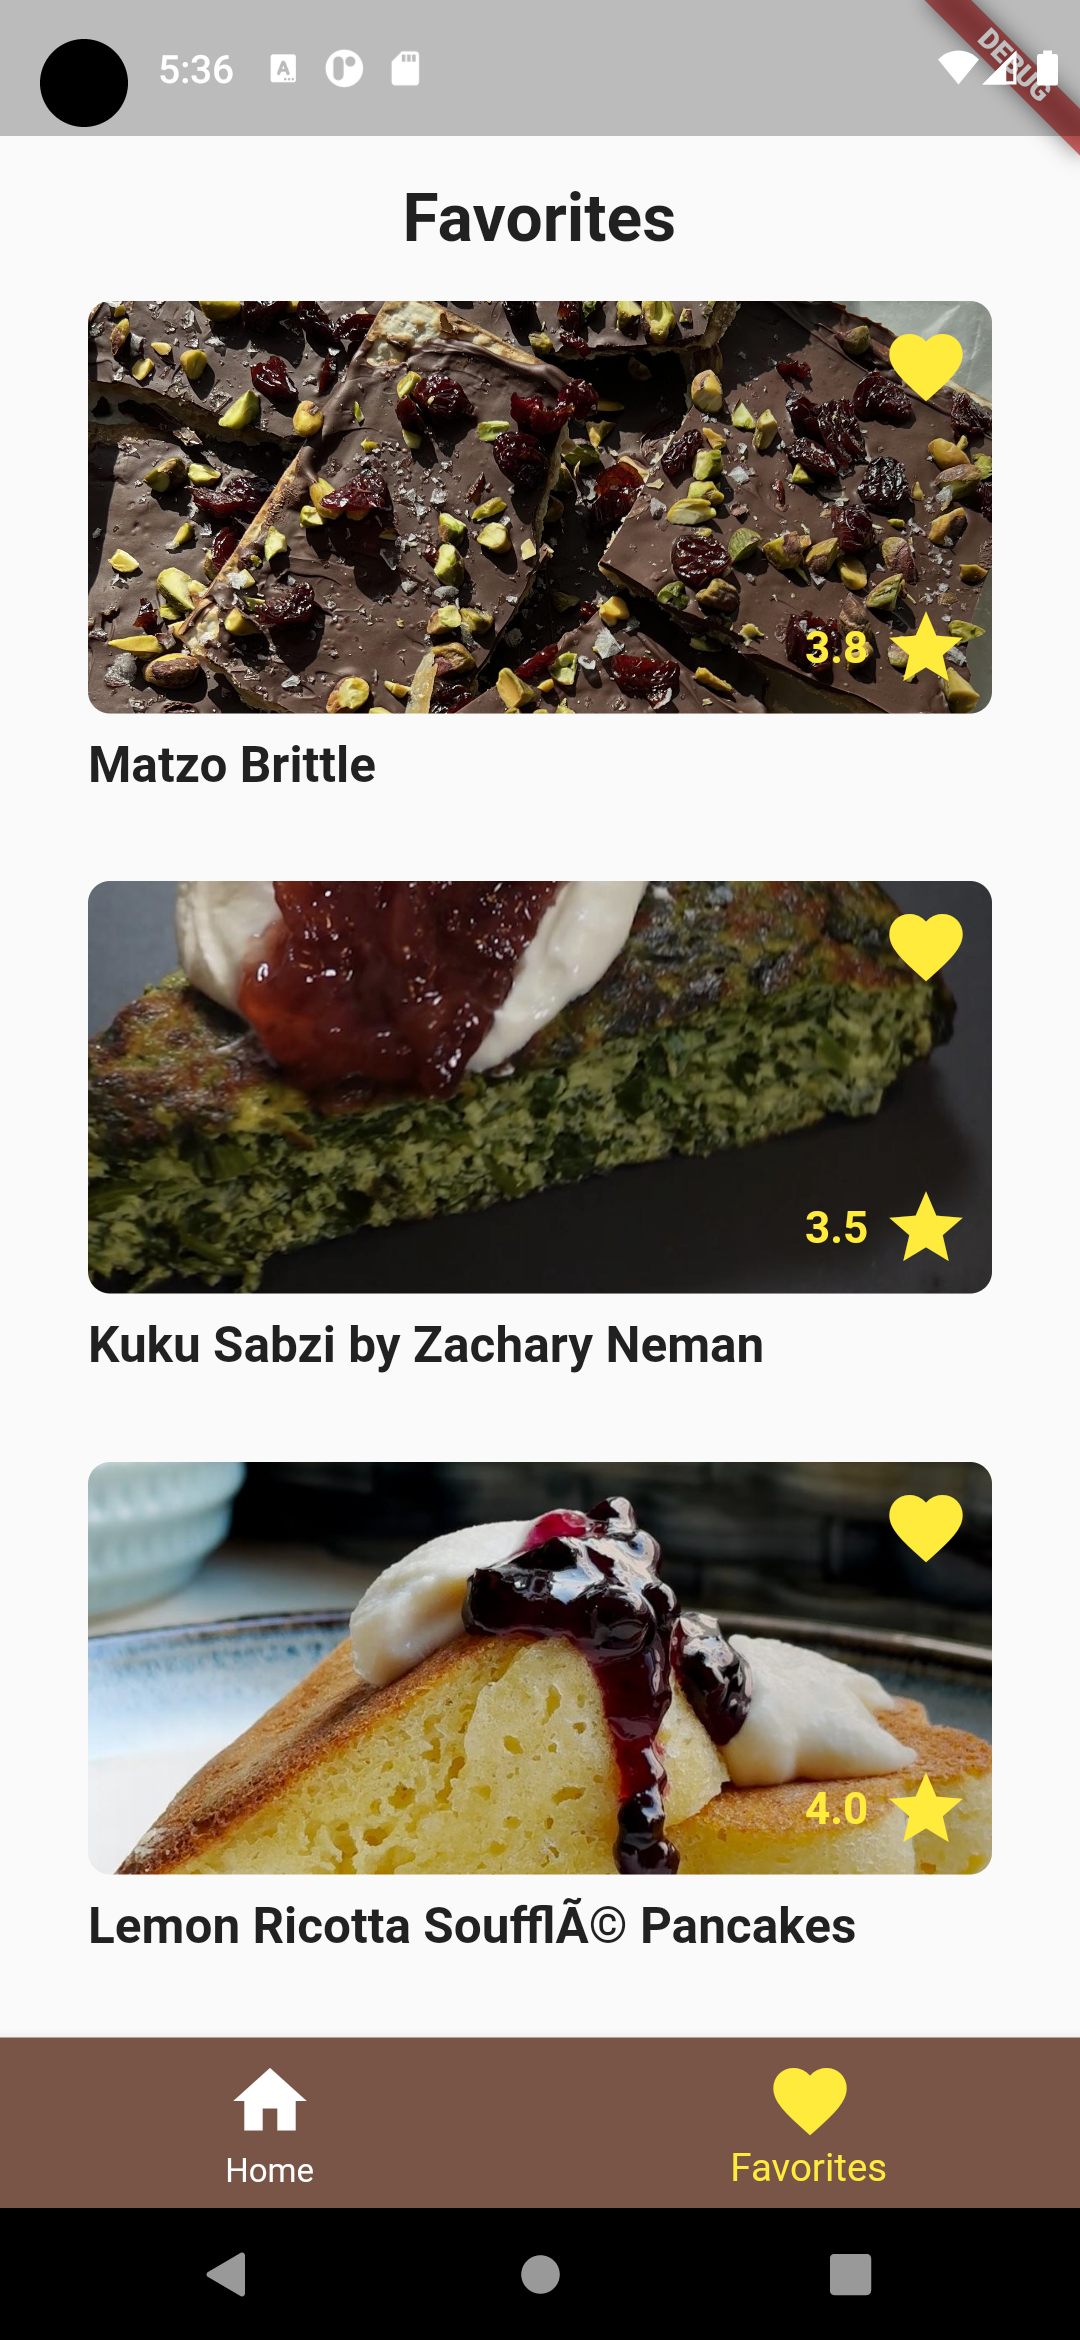 5:36
DEBUG
Favorites
3.8
Matzo Brittle
3.5
Kuku Sabzi by Zachary Neman
4.0
Lemon Ricotta SoufflÃ© Pancakes
Home
Favorites